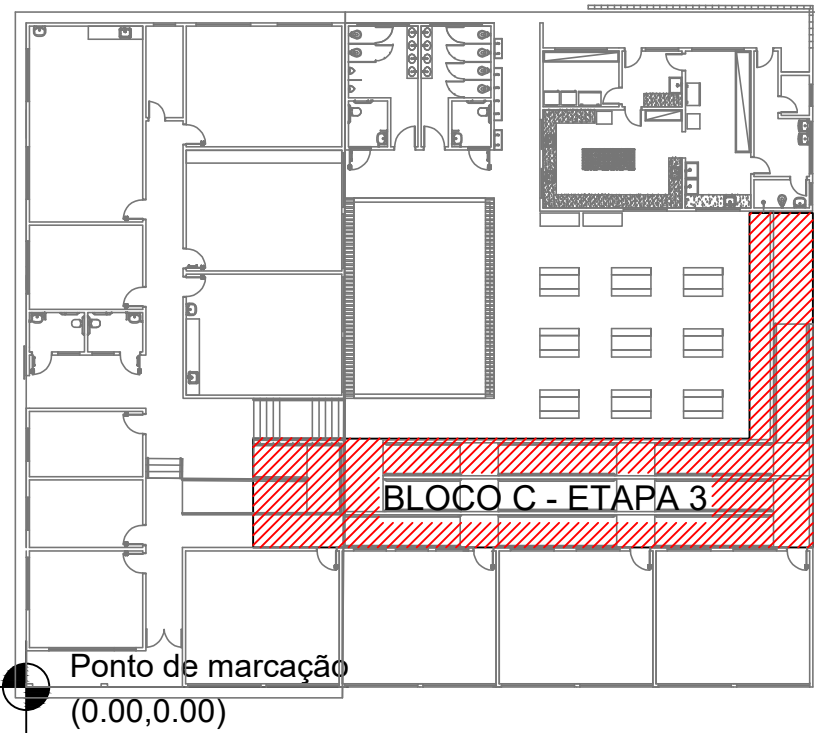 BLOCO C - ETAPA 3
Ponto de marcação
(0.00,0.00)